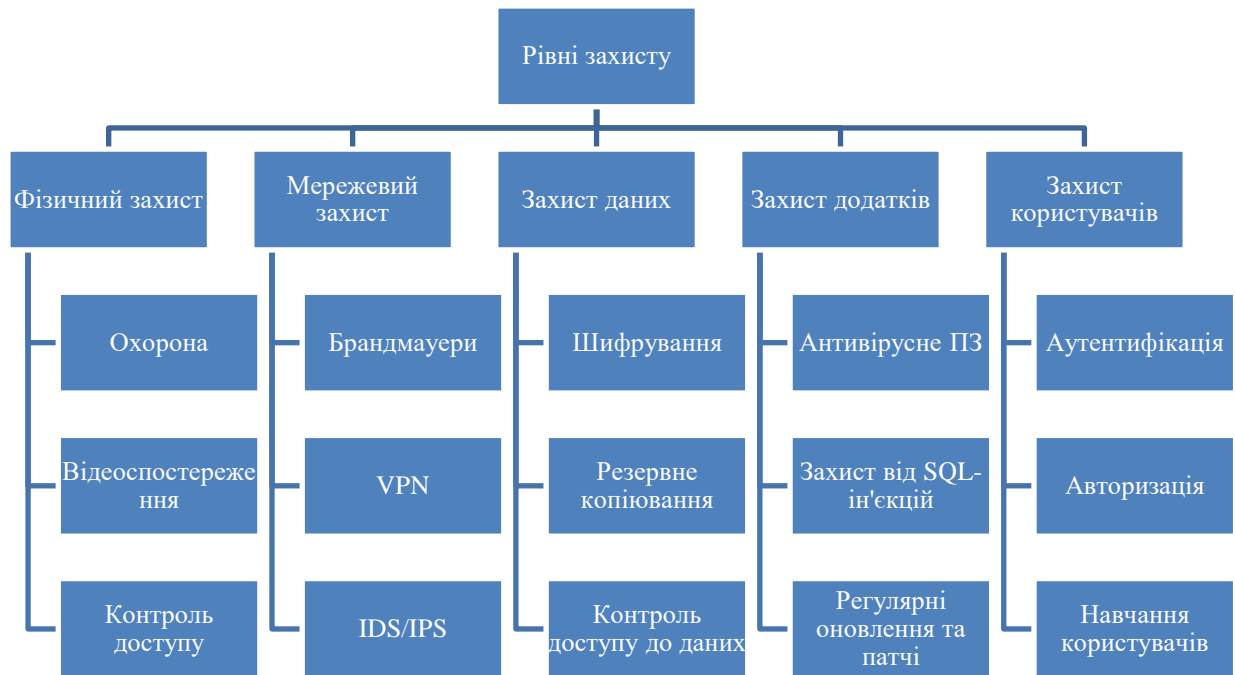 Рівні захисту
Фізичний захист
Мережевий
захист
Захист даних
Захист додатків
Захист
користувачів
Охорона
Брандмауери
Шифрування
Антивірусне ПЗ
Аутентифікація
Відеоспостереже
ння
VPN
Резервне
копіювання
Захист від SQL-
ін'єкцій
Авторизація
Контроль
доступу
IDS/IPS
Контроль
доступу до даних
Регулярні
оновлення та
патчі
Навчання
користувачів